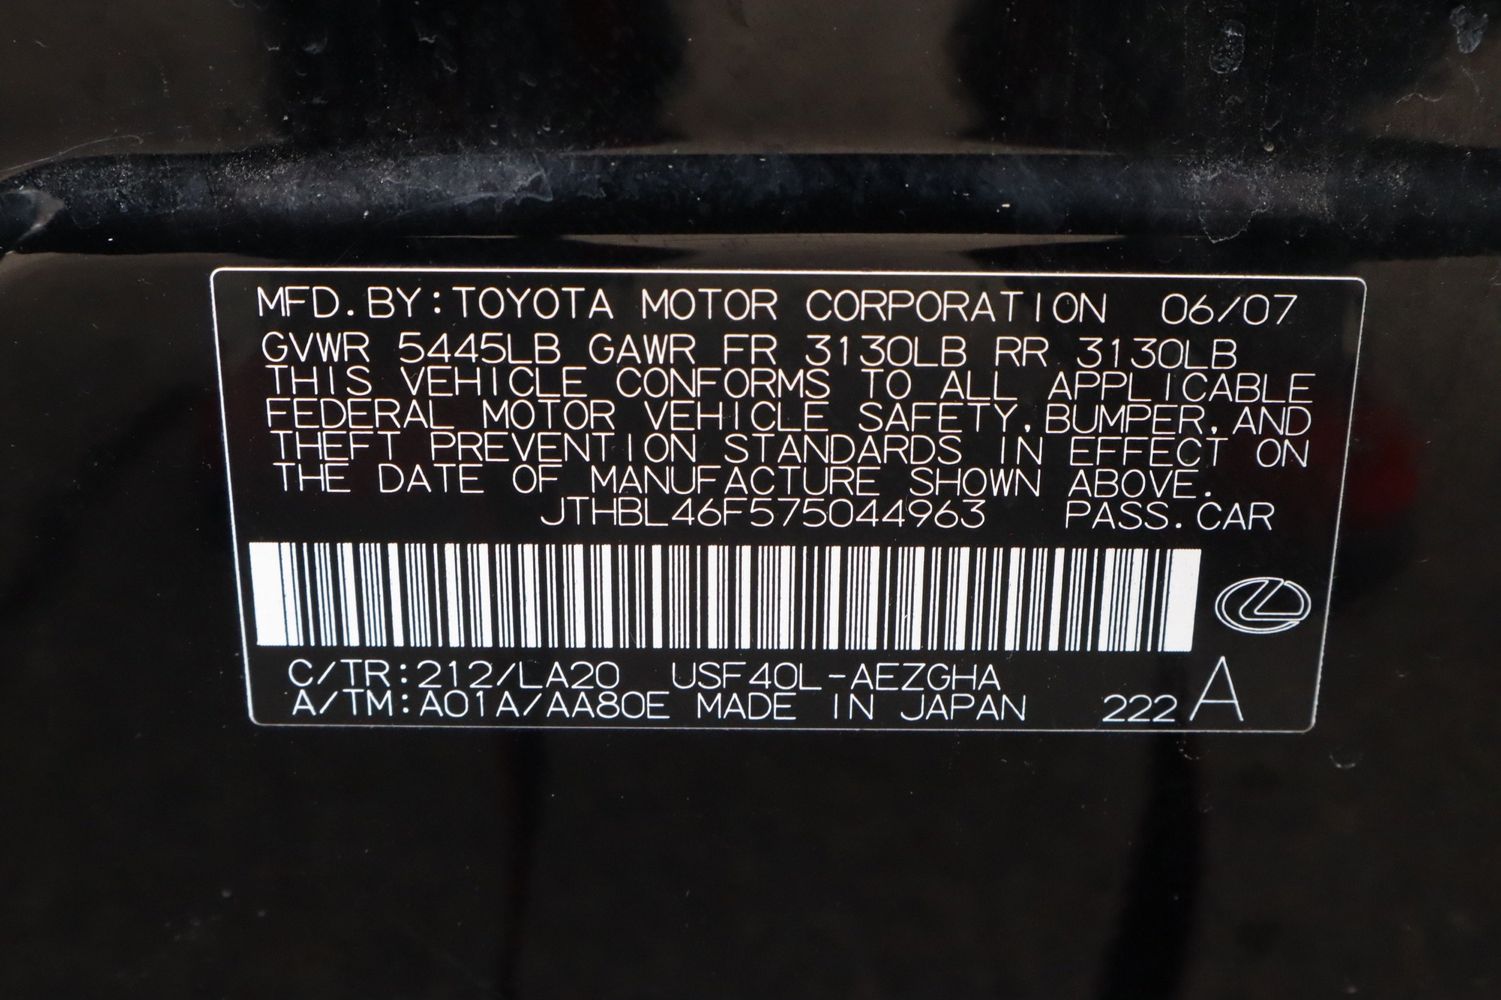 MFD.BY:TOYOTA MOTOR CORPORATION 06/07
GVWR 5445LB GAWR FR 3130LB RR 3130LB
THIS VEHICLE CONFORMS TO ALL APPLICABLE
FEDERAL MOTOR VEHICLE SAFETY,BUMPER,AND
THEFT PREVENTION STANDARDS IN EFFECT ON
THE DATE OF MANUFACTURE SHOWN ABOVE.
JTHBL46F575044963 PASS.CAR
C/TR:212/LA20 USF40L-AEZGHA
A/TM:A01A/AA80E MADE IN JAPAN 222 A